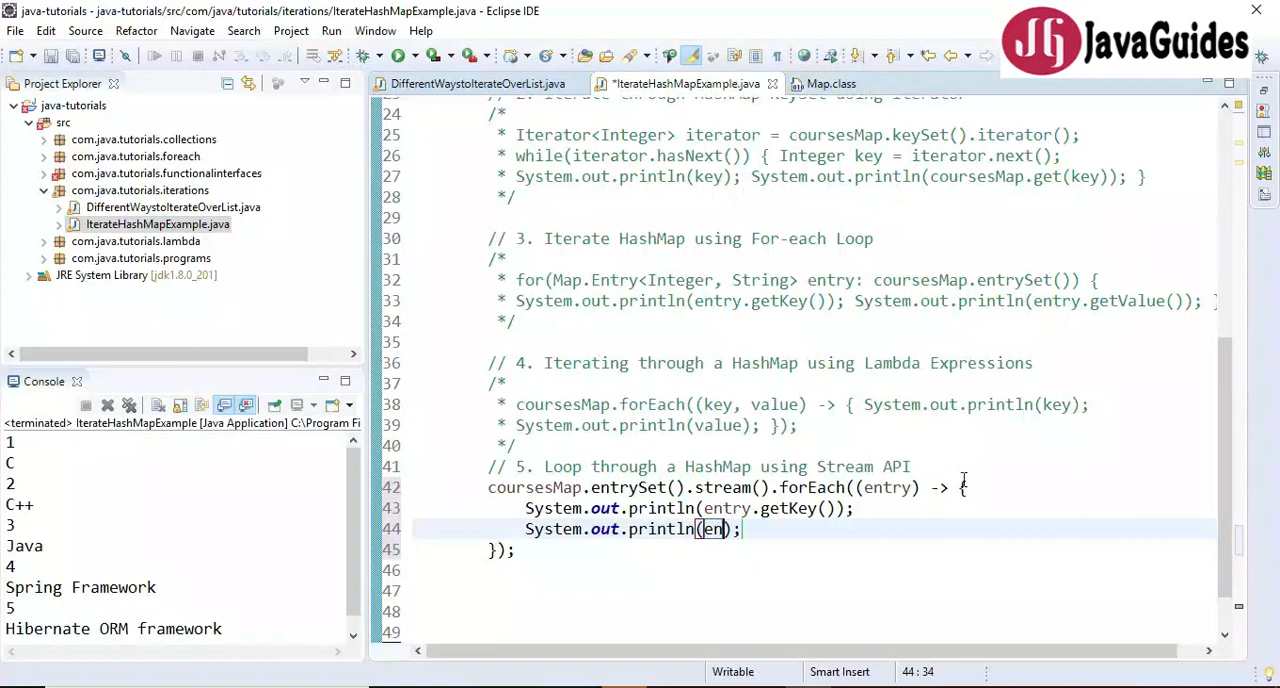 java-tutorials - java-tutorials/src/com/java/tutorials/iterations/IterateHashMapExample.java - Eclipse IDE
File Edit Source Refactor Navigate Search Project Run Window Help
JG JavaGuides
Project Explorer
java-tutorials
src
com.java.tutorials.collections
com.java.tutorials.foreach
com.java.tutorials.functionalinterfaces
com.java.tutorials.iterations
DifferentWaystoIterateOverList.java
IterateHashMapExample.java
com.java.tutorials.lambda
com.java.tutorials.programs
JRE System Library [jdk1.8.0_201]
Console
<terminated> IterateHashMapExample [Java Application] C:\Program Fi
1
C
2
C++
3
Java
4
Spring Framework
5
Hibernate ORM framework
DifferentWaystoIterateOverList.java *IterateHashMapExample.java Map.class
23 // 2. Iterate through HashMap KeySet using Iterator
24 /*
25 * Iterator<Integer> iterator = coursesMap.keySet().iterator();
26 * while(iterator.hasNext()) { Integer key = iterator.next();
27 * System.out.println(key); System.out.println(coursesMap.get(key)); }
28 */
29
30 // 3. Iterate HashMap using For-each Loop
31 /*
32 * for(Map.Entry<Integer, String> entry: coursesMap.entrySet()) {
33 * System.out.println(entry.getKey()); System.out.println(entry.getValue()); }
34 */
35
36 // 4. Iterating through a HashMap using Lambda Expressions
37 /*
38 * coursesMap.forEach((key, value) -> { System.out.println(key);
39 * System.out.println(value); });
40 */
41 // 5. Loop through a HashMap using Stream API
42 coursesMap.entrySet().stream().forEach((entry) -> {
43 System.out.println(entry.getKey());
44 System.out.println(en);
45 });
46
47
48
49
Writable Smart Insert 44 : 34